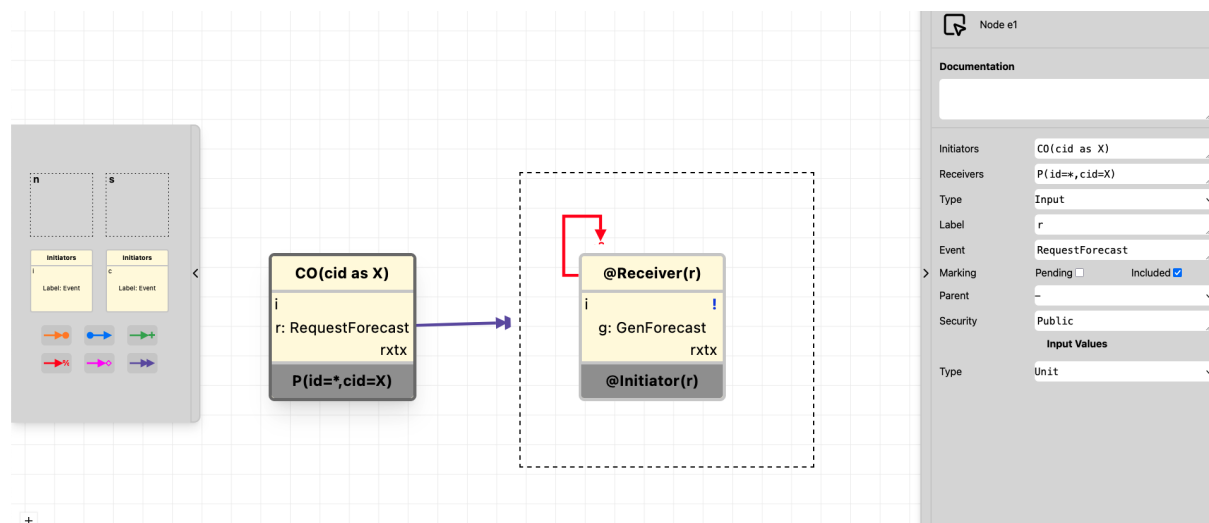 n
s
Initiators
i
Label: Event
Initiators
c
Label: Event
%
+
CO(cid as X)
i
r: RequestForecast
rxtx
P(id=*,cid=X)
@Receiver(r)
i !
g: GenForecast
rxtx
@Initiator(r)
Node e1
Documentation
Initiators CO(cid as X)
Receivers P(id=*,cid=X)
Type Input
Label r
Event RequestForecast
Marking Pending Included
Parent –
Security Public
Input Values
Type Unit